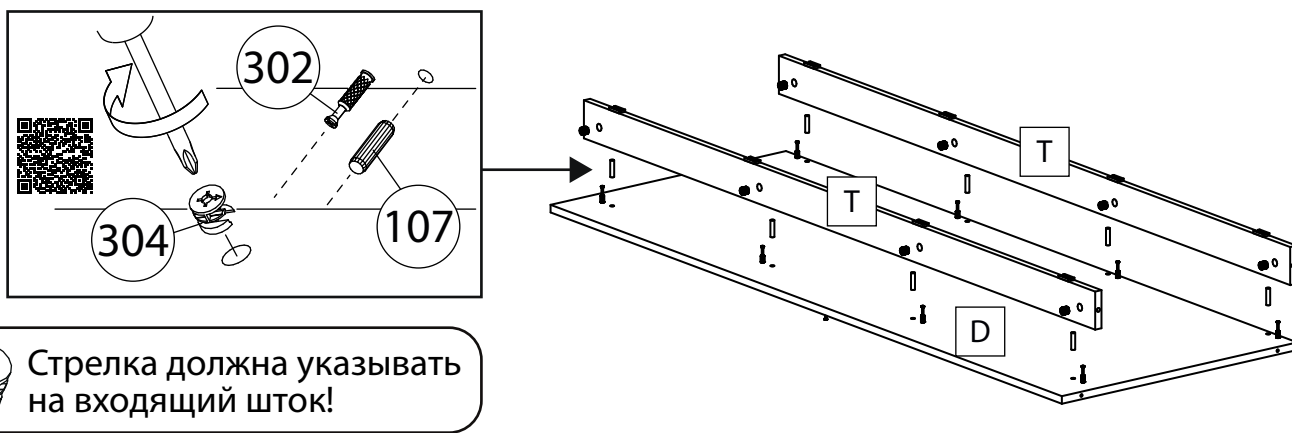 302
304
107
T
T
D
Стрелка должна указывать
на входящий шток!